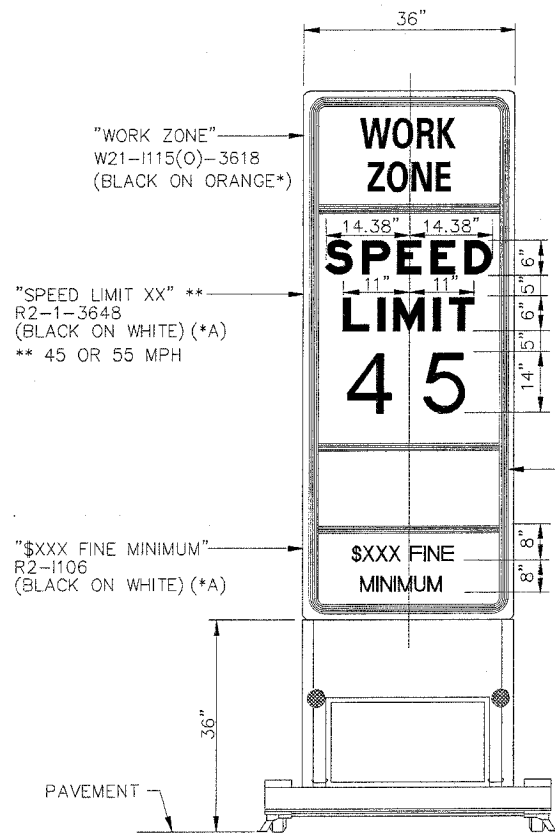 36"
"WORK ZONE"
W21-I115(O)-3618
(BLACK ON ORANGE*)
WORK
ZONE
14.38" 14.38"
SPEED
6"
5"
11" 11"
LIMIT
6"
5"
45
14"
"SPEED LIMIT XX" **
R2-1-3648
(BLACK ON WHITE) (*A)
** 45 OR 55 MPH
"$XXX FINE MINIMUM"
R2-I106
(BLACK ON WHITE) (*A)
$XXX FINE
MINIMUM
8"
8"
36"
PAVEMENT